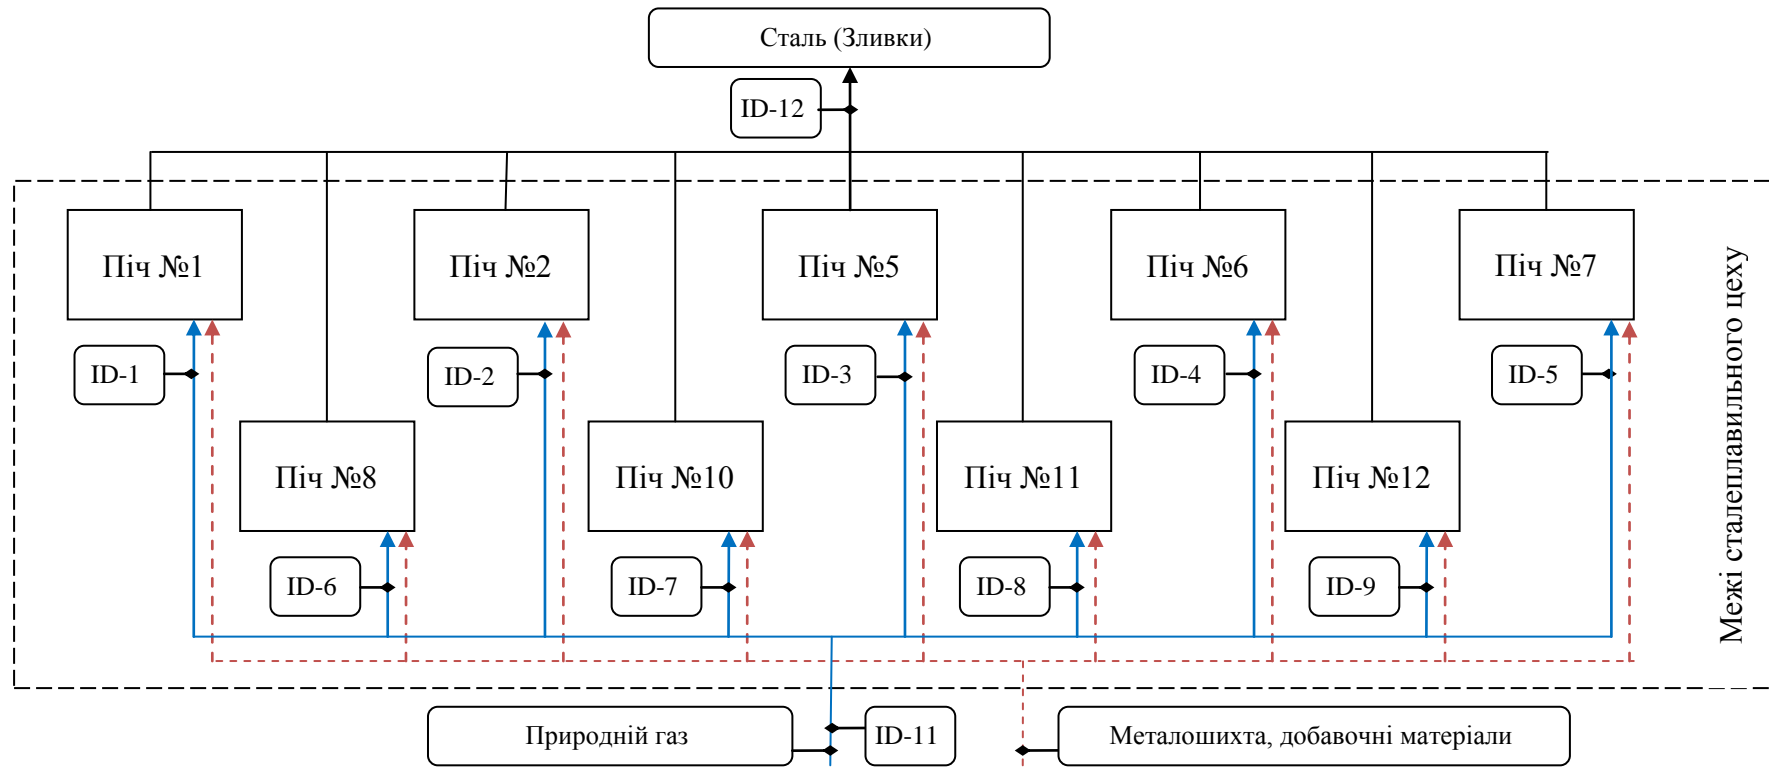 Сталь (Зливки)
ID-12
Піч №1
Піч №2
Піч №5
Піч №6
Піч №7
ID-1
ID-2
ID-3
ID-4
ID-5
Піч №8
Піч №10
Піч №11
Піч №12
ID-6
ID-7
ID-8
ID-9
Межі сталеплавильного цеху
Природній газ
ID-11
Металошихта, добавочні матеріали